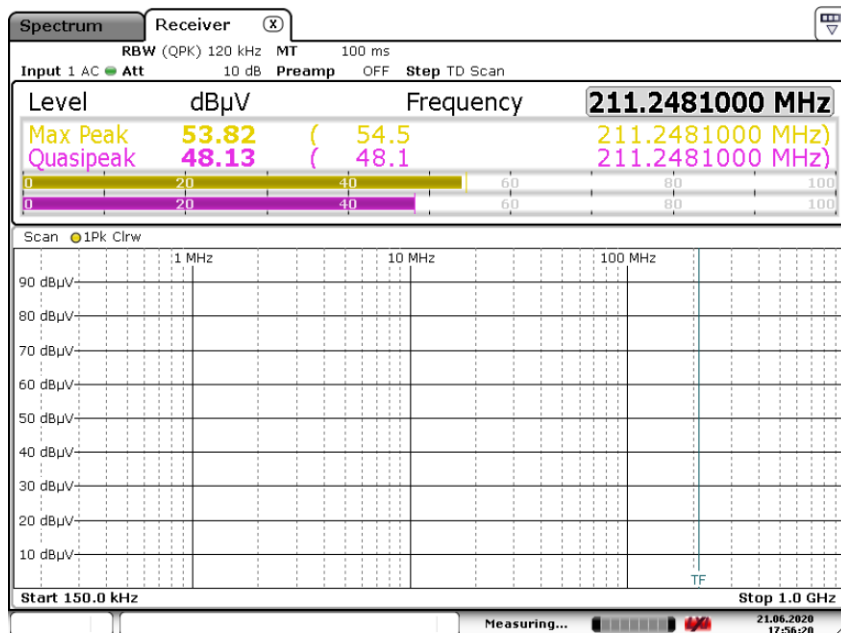 Spectrum Receiver X
RBW (QPK) 120 kHz MT 100 ms
Input 1 AC Att 10 dB Preamp OFF Step TD Scan
Level dBµV Frequency 211.2481000 MHz
Max Peak 53.82 ( 54.5 211.2481000 MHz)
Quasipeak 48.13 ( 48.1 211.2481000 MHz)
0 20 40 60 80 100
0 20 40 60 80 100
Scan 1Pk Clrw
1 MHz 10 MHz 100 MHz
90 dBµV
80 dBµV
70 dBµV
60 dBµV
50 dBµV
40 dBµV
30 dBµV
20 dBµV
10 dBµV
TF
Start 150.0 kHz Stop 1.0 GHz
Measuring... 21.06.2020
17:56:20